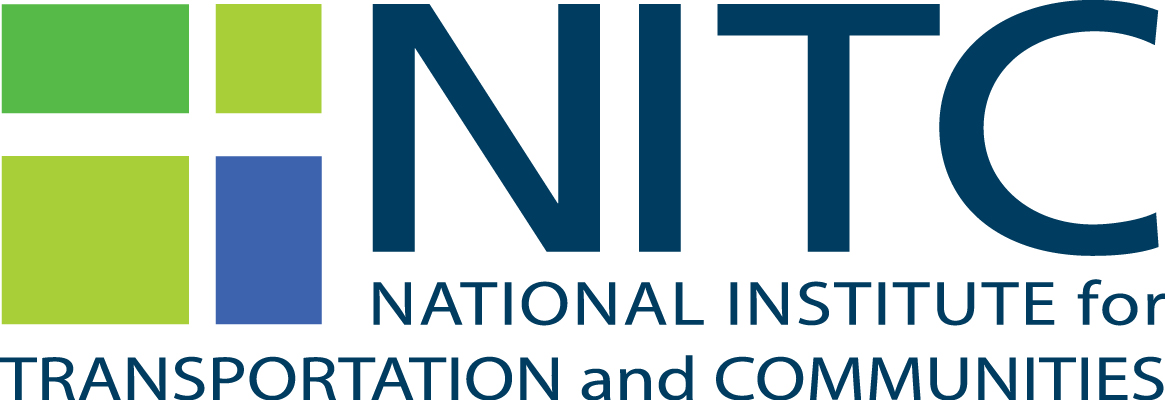 NITC
NATIONAL INSTITUTE for
TRANSPORTATION and COMMUNITIES